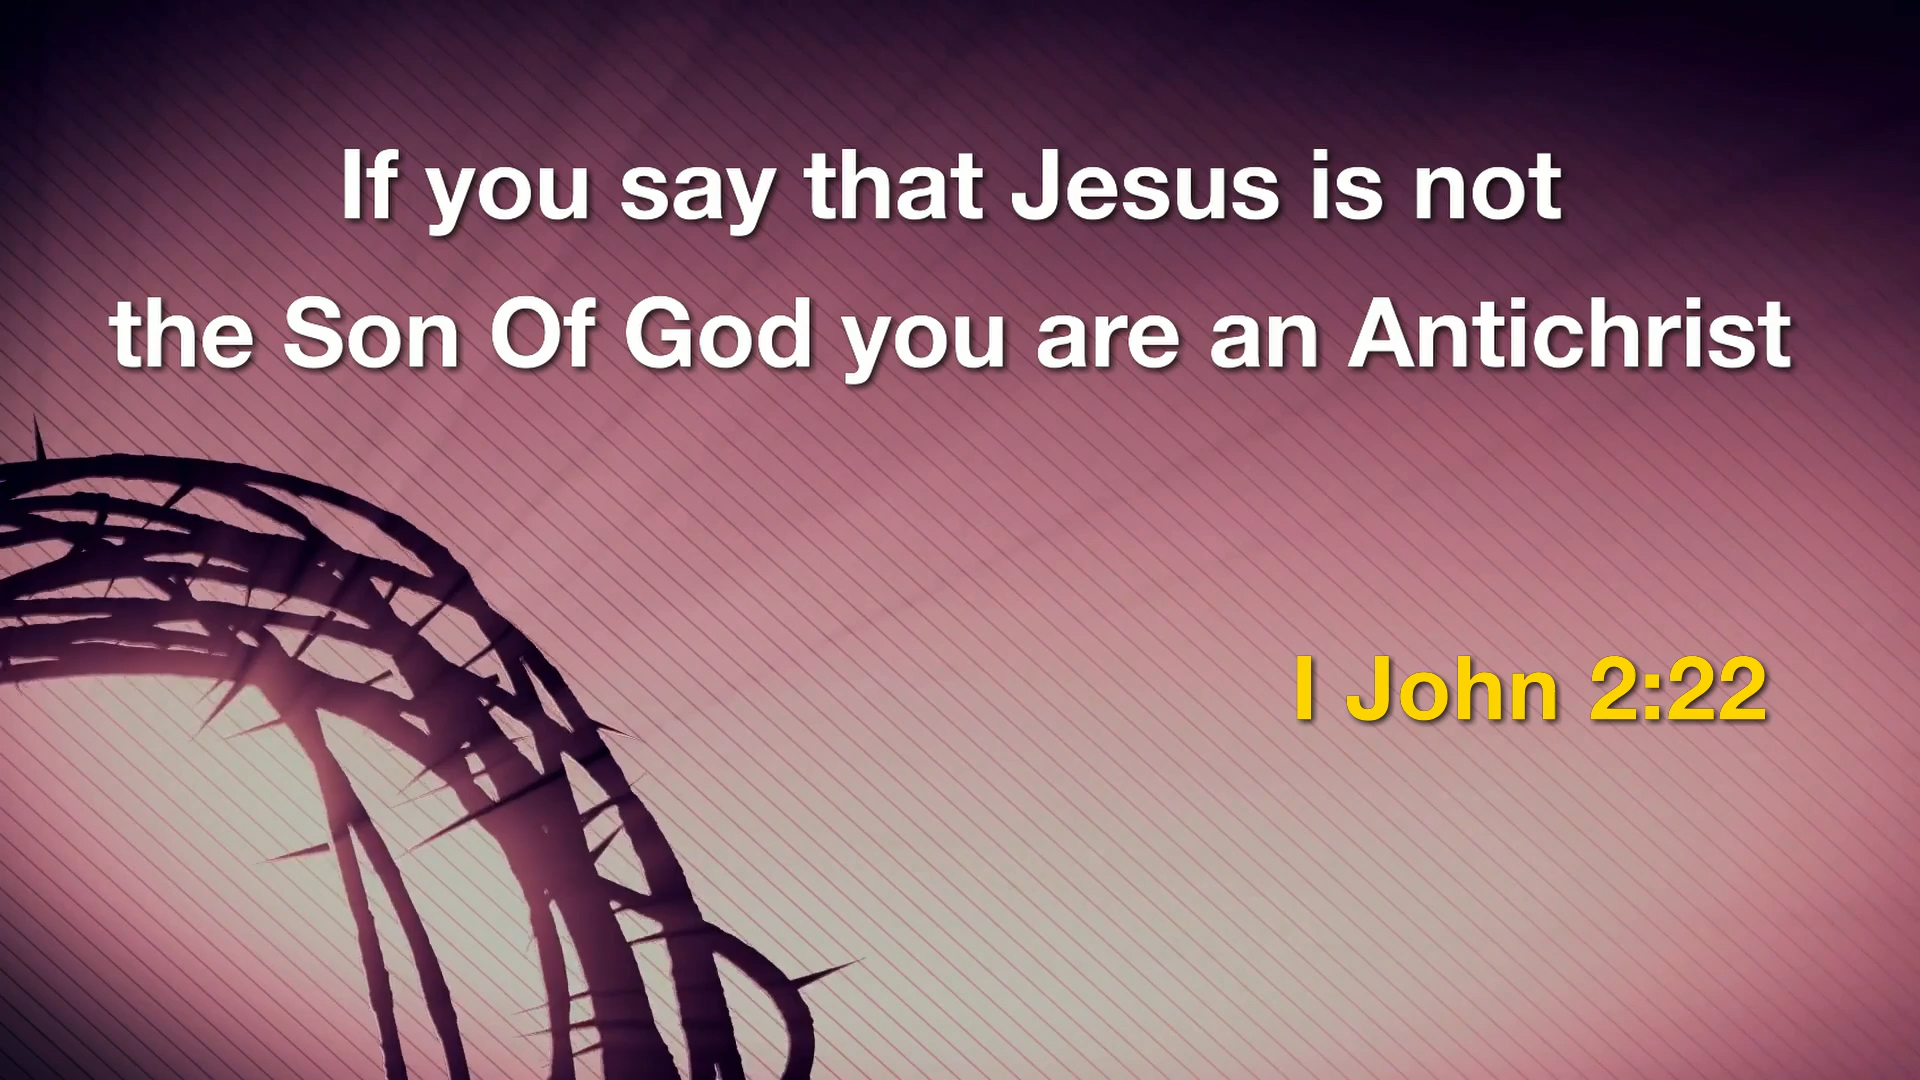 If you say that Jesus is not
the Son Of God you are an Antichrist
I John 2:22